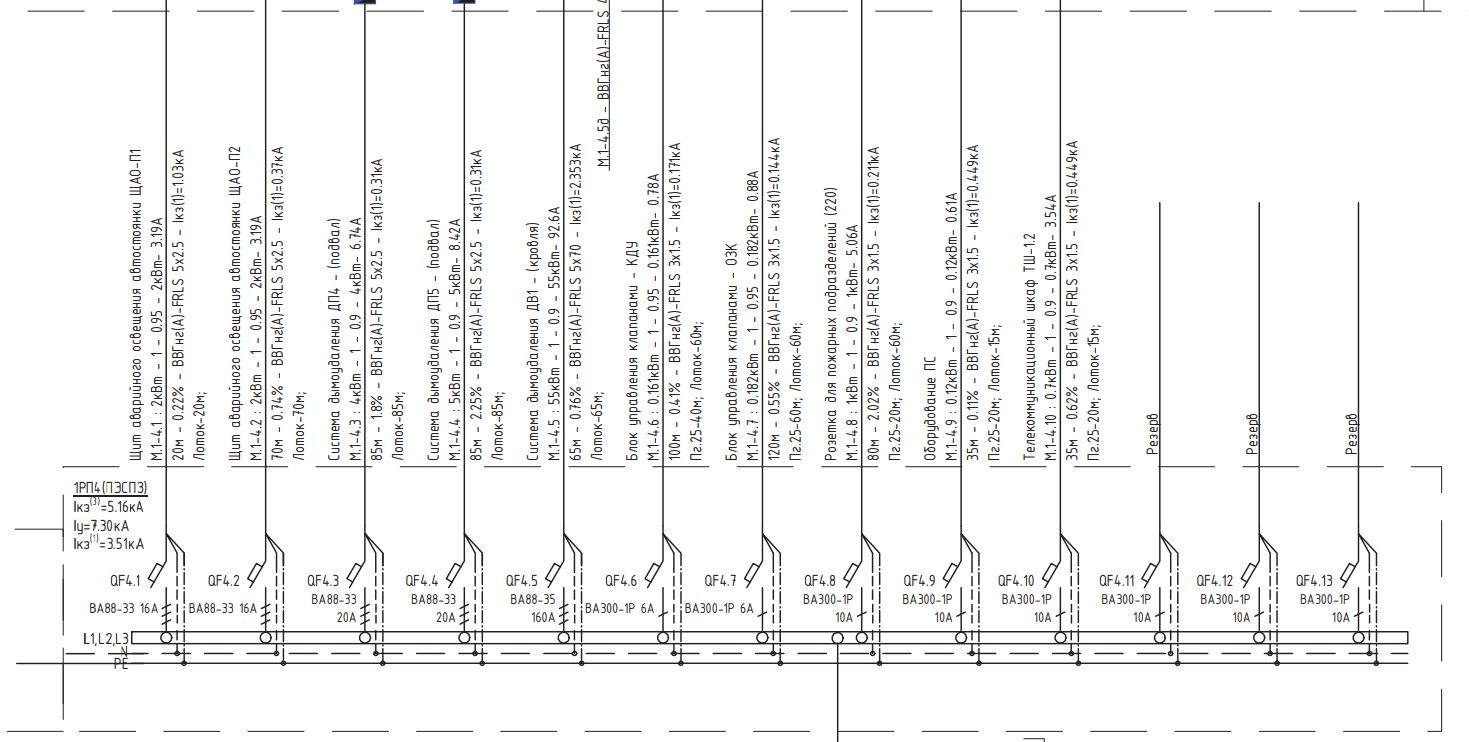 Щит аварийного освещения автостоянки ЩАО-П1
М.1-4.1 : 2кВт - 1 - 0.95 - 2кВт- 3.19А
20м - 0.22% - ВВГнг(А)-FRLS 5х2.5 - Iкз(1)=1.03кА
Лоток-20м;
Щит аварийного освещения автостоянки ЩАО-П2
М.1-4.2 : 2кВт - 1 - 0.95 - 2кВт- 3.19А
70м - 0.74% - ВВГнг(А)-FRLS 5х2.5 - Iкз(1)=0.37кА
Лоток-70м;
Система дымоудаления ДП4 - (подвал)
М.1-4.3 : 4кВт - 1 - 0.9 - 4кВт- 6.74А
85м - 1.8% - ВВГнг(А)-FRLS 5х2.5 - Iкз(1)=0.31кА
Лоток-85м;
Система дымоудаления ДП5 - (подвал)
М.1-4.4 : 5кВт - 1 - 0.9 - 5кВт- 8.42А
85м - 2.25% - ВВГнг(А)-FRLS 5х2.5 - Iкз(1)=0.31кА
Лоток-85м;
Система дымоудаления ДВ1 - (кровля)
М.1-4.5 : 55кВт - 1 - 0.9 - 55кВт- 92.6А
65м - 0.76% - ВВГнг(А)-FRLS 5х70 - Iкз(1)=2.353кА
Лоток-65м;
М.1-4.5д - ВВГнг(А)-FRLS
Блок управления клапанами - КДУ
М.1-4.6 : 0.161кВт - 1 - 0.95 - 0.161кВт- 0.78А
100м - 0.41% - ВВГнг(А)-FRLS 3х1.5 - Iкз(1)=0.171кА
Пг.25-40м; Лоток-60м;
Блок управления клапанами - ОЗК
М.1-4.7 : 0.182кВт - 1 - 0.95 - 0.182кВт- 0.88А
120м - 0.55% - ВВГнг(А)-FRLS 3х1.5 - Iкз(1)=0.144кА
Пг.25-60м; Лоток-60м;
Розетка для пожарных подразделений (220)
М.1-4.8 : 1кВт - 1 - 0.9 - 1кВт- 5.06А
80м - 2.02% - ВВГнг(А)-FRLS 3х1.5 - Iкз(1)=0.211кА
Пг.25-20м; Лоток-60м;
Оборудование ПС
М.1-4.9 : 0.12кВт - 1 - 0.9 - 0.12кВт- 0.61А
35м - 0.11% - ВВГнг(А)-FRLS 3х1.5 - Iкз(1)=0.449кА
Пг.25-20м; Лоток-15м;
Телекоммуникационный шкаф ТШ-1.2
М.1-4.10 : 0.7кВт - 1 - 0.9 - 0.7кВт- 3.54А
35м - 0.62% - ВВГнг(А)-FRLS 3х1.5 - Iкз(1)=0.449кА
Пг.25-20м; Лоток-15м;
Резерв
Резерв
Резерв
1РП4(ПЭСПЗ)
Iкз(3)=5.16кА
Iу=7.30кА
Iкз(1)=3.51кА
QF4.1 QF4.2 QF4.3 QF4.4 QF4.5 QF4.6 QF4.7 QF4.8 QF4.9 QF4.10 QF4.11 QF4.12 QF4.13
ВА88-33 ВА88-33 ВА88-35 ВА300-1Р ВА300-1Р ВА300-1Р ВА300-1Р ВА300-1Р ВА300-1Р
ВА88-33 16А ВА88-33 16А 20А 20А 160А ВА300-1Р 6А ВА300-1Р 6А 10А 10А 10А 10А 10А 10А
L1,L2,L3
N
PE